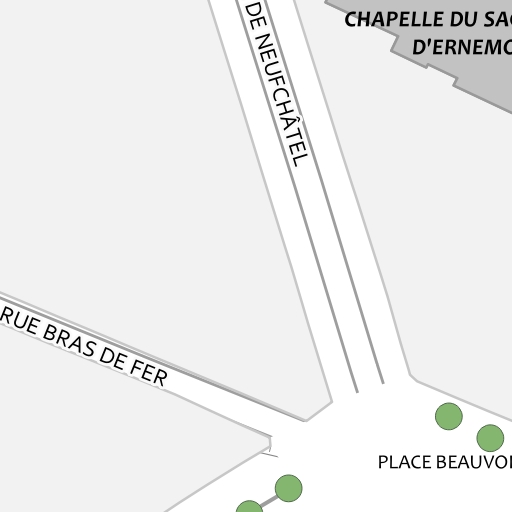 CHAPELLE DU SAC
D'ERNEMO
DE NEUFCHÂTEL
RUE BRAS DE FER
PLACE BEAUVOI